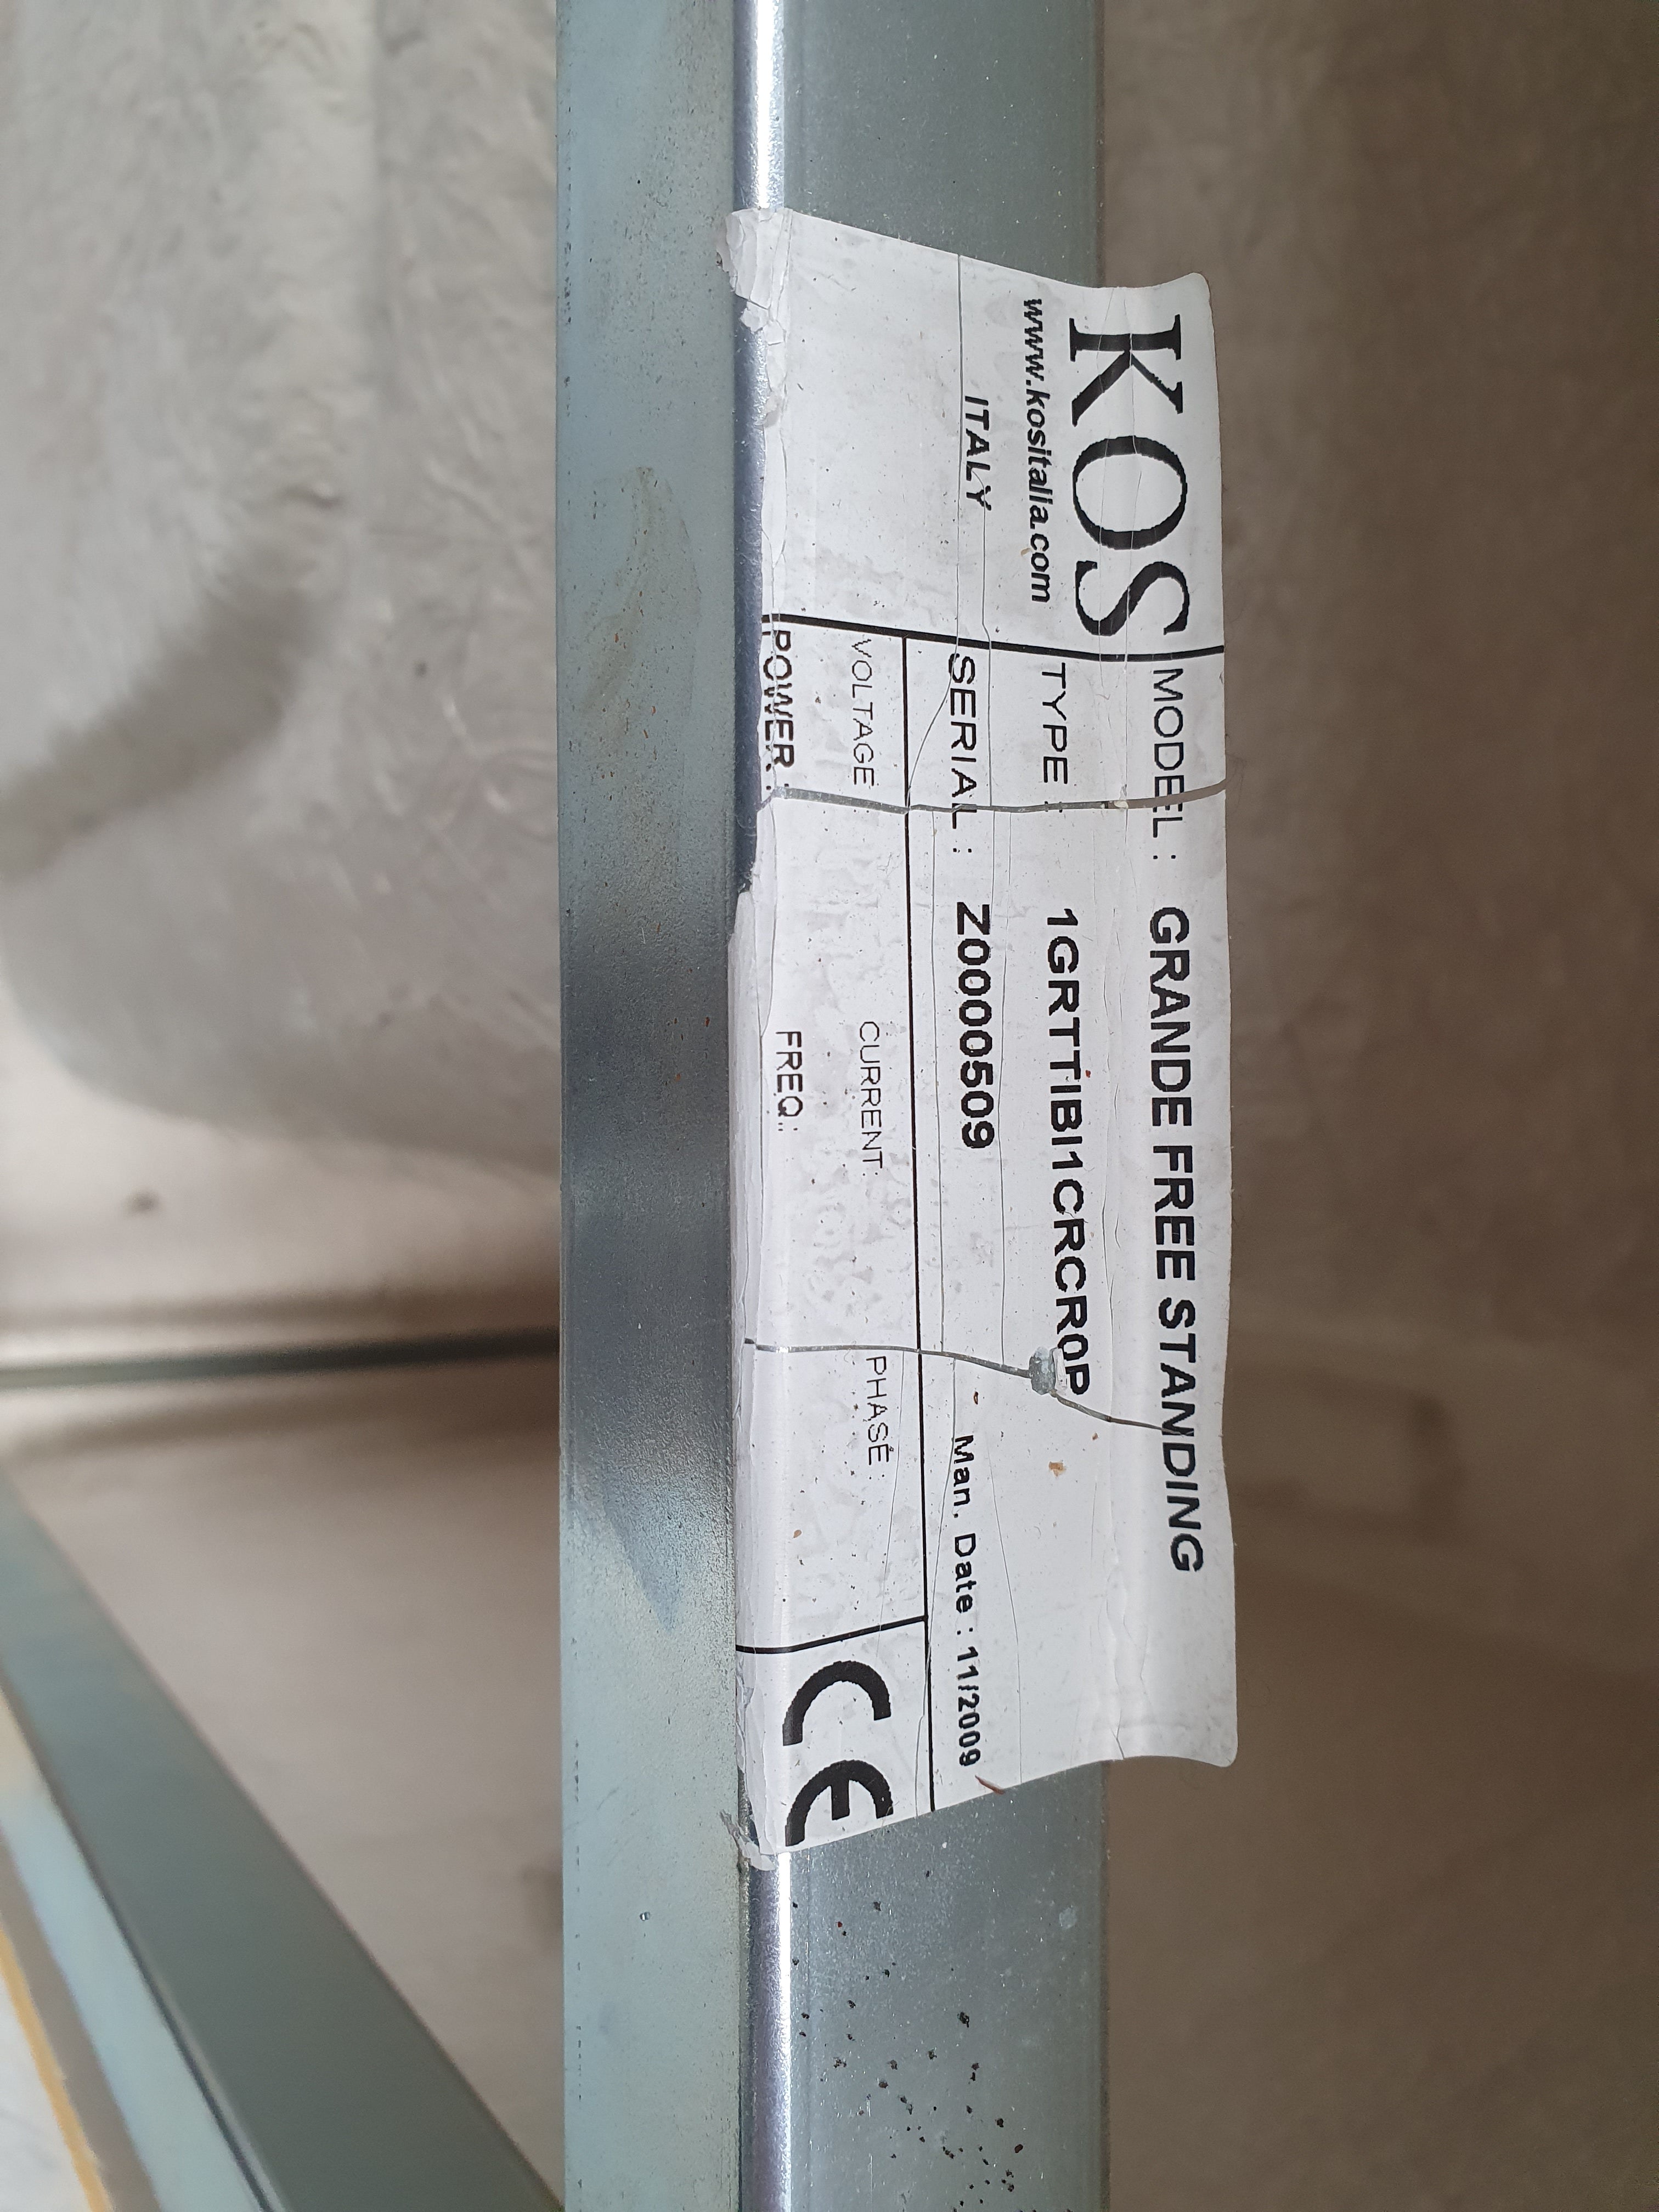 KOS
www.kositalia.com
ITALY
MODEL : GRANDE FREE STANDING
TYPE : 1GRTTIBI1CRCR0P
SERIAL : Z0000509 Man. Date : 11/2009
VOLTAGE : CURRENT: PHASE :
POWER : FREQ.:
CE